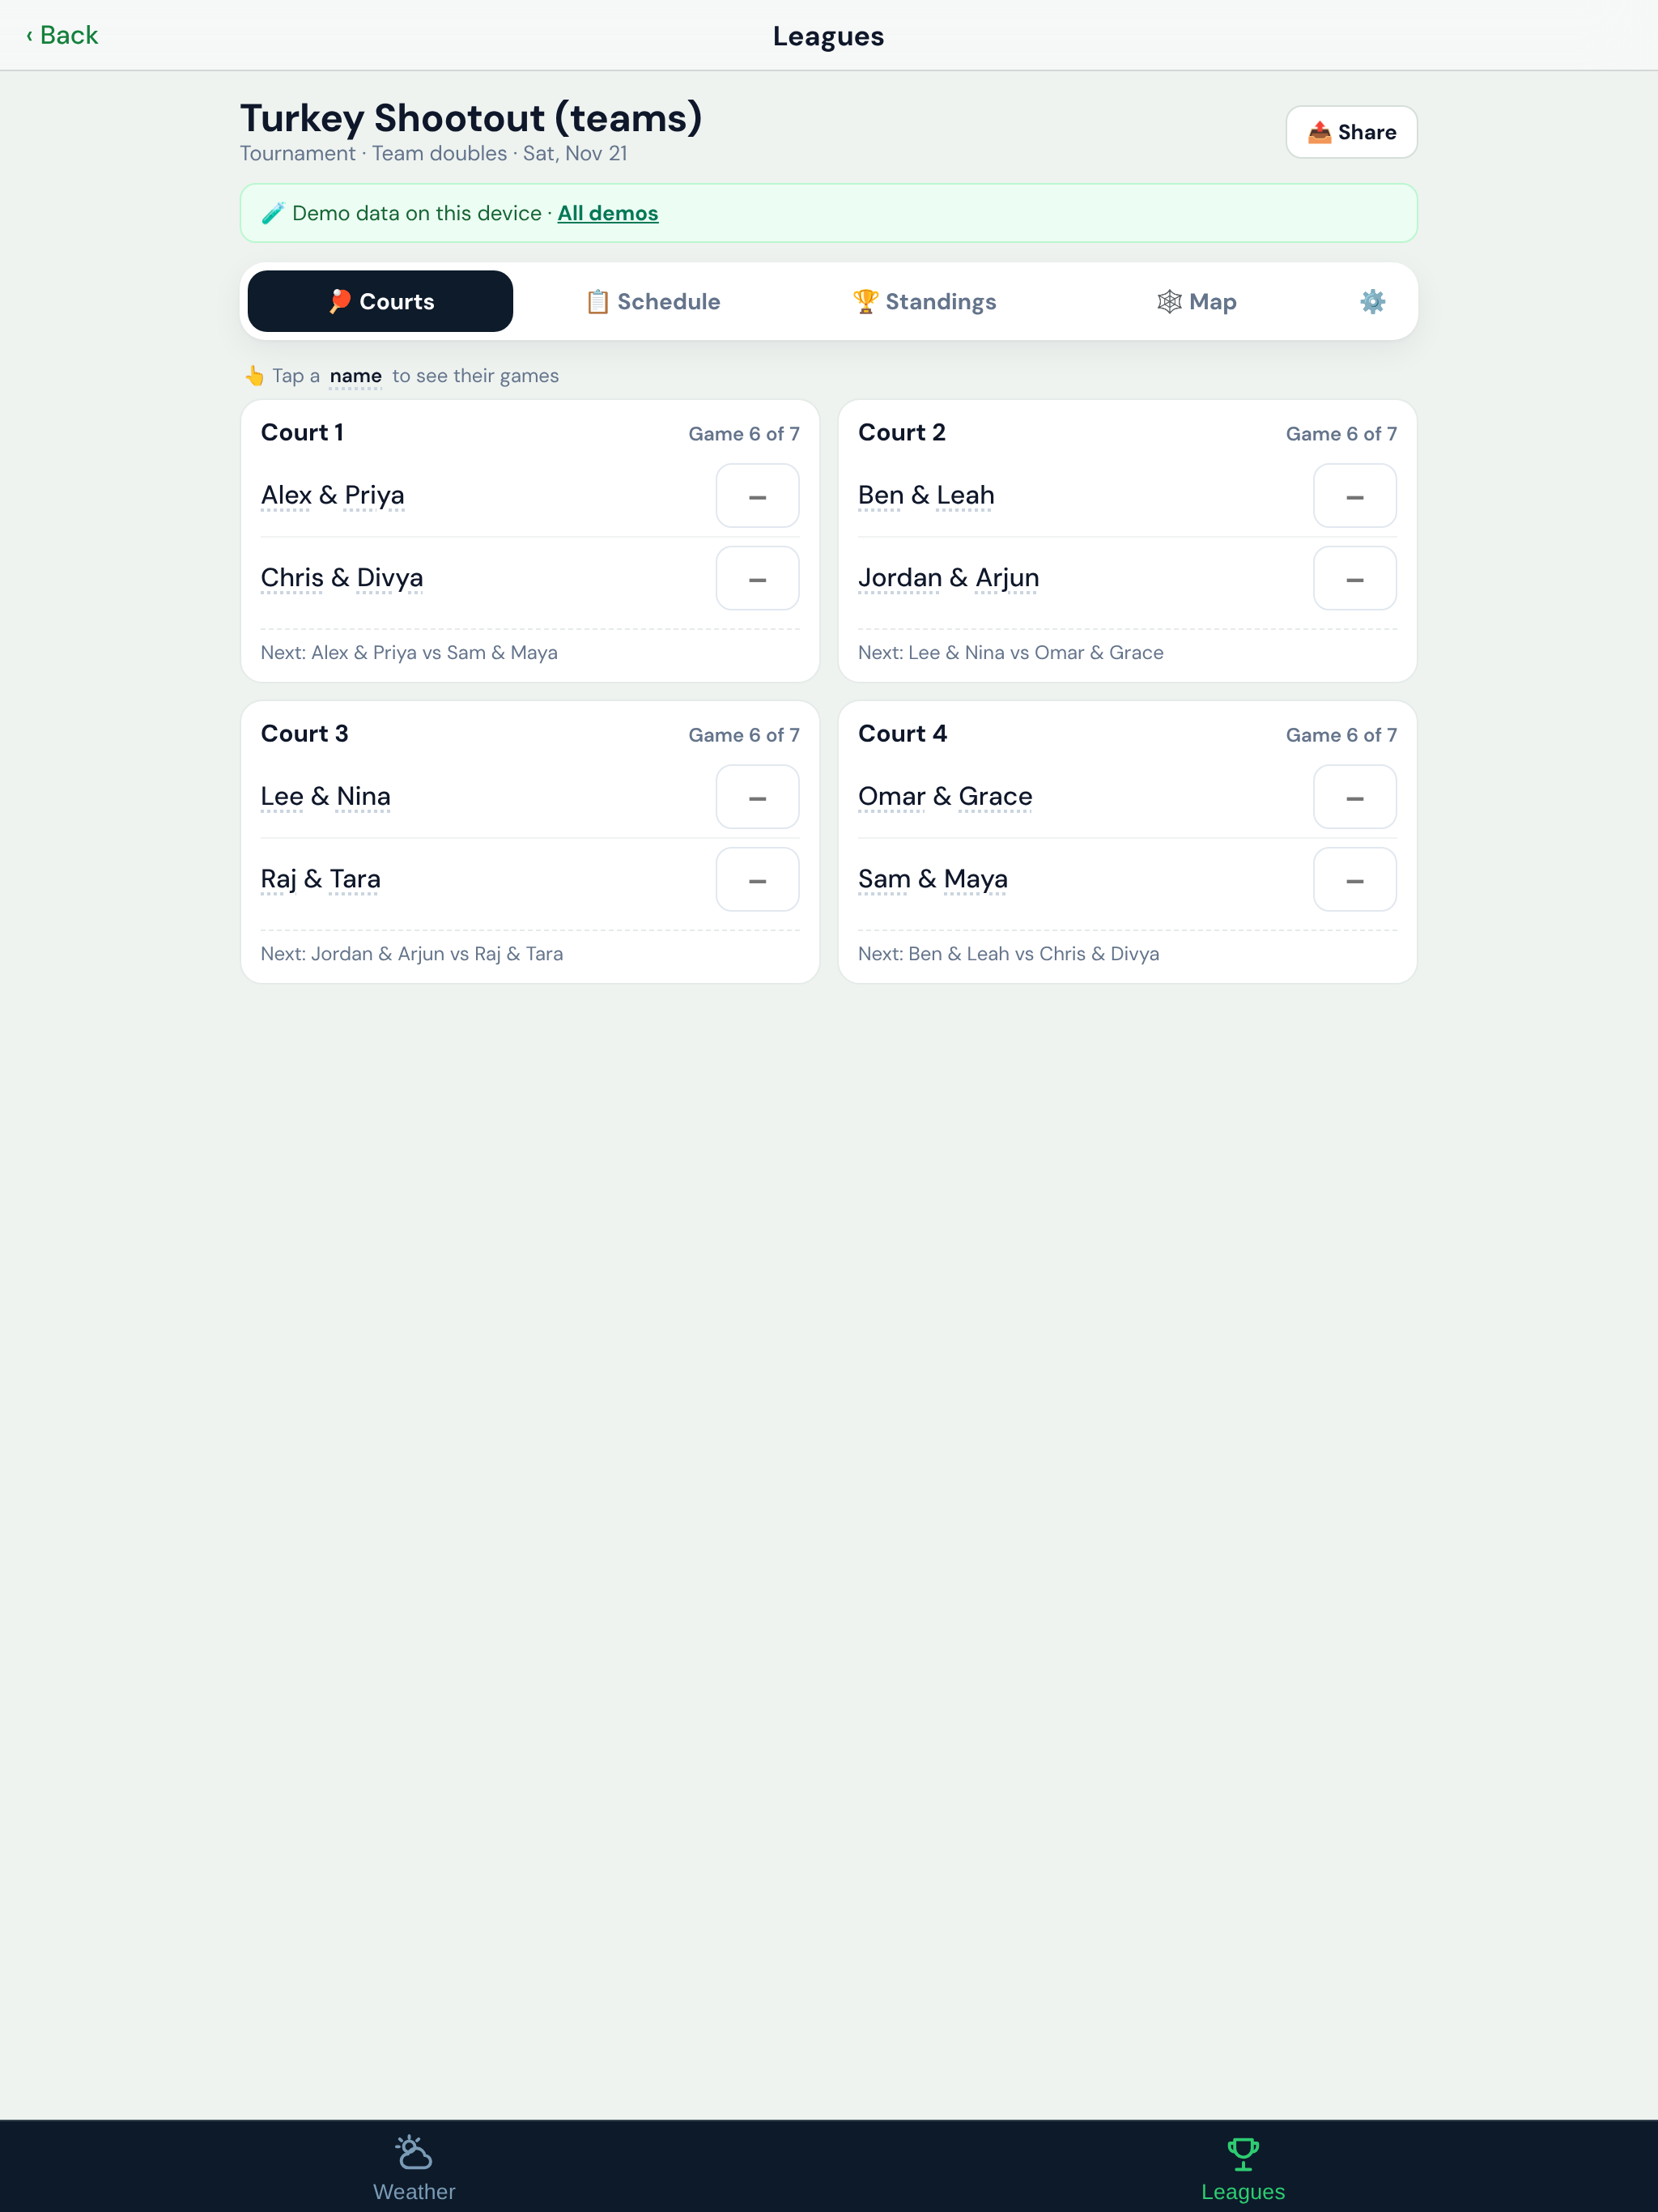 ‹ Back
Leagues
Turkey Shootout (teams)
Tournament · Team doubles · Sat, Nov 21
📤 Share
🧪 Demo data on this device · All demos
🏓 Courts
📋 Schedule
🏆 Standings
🕸 Map
⚙️
👆 Tap a name to see their games
Court 1
Game 6 of 7
Alex & Priya
–
Chris & Divya
–
Next: Alex & Priya vs Sam & Maya
Court 2
Game 6 of 7
Ben & Leah
–
Jordan & Arjun
–
Next: Lee & Nina vs Omar & Grace
Court 3
Game 6 of 7
Lee & Nina
–
Raj & Tara
–
Next: Jordan & Arjun vs Raj & Tara
Court 4
Game 6 of 7
Omar & Grace
–
Sam & Maya
–
Next: Ben & Leah vs Chris & Divya
Weather
Leagues